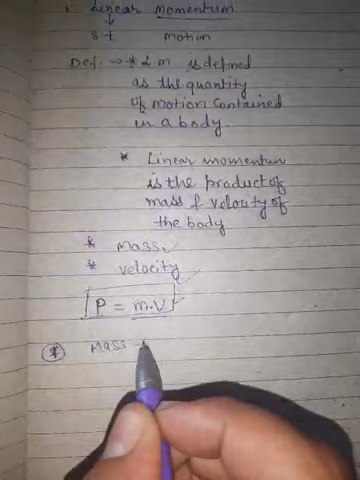 1. Linear momentum
↓
s t motion
Def. → * L m is defined
as the quantity
of motion contained
in a body
* Linear momentum
is the product of
mass & velocity of
the body
* mass
* velocity
P = m.V
* Mass